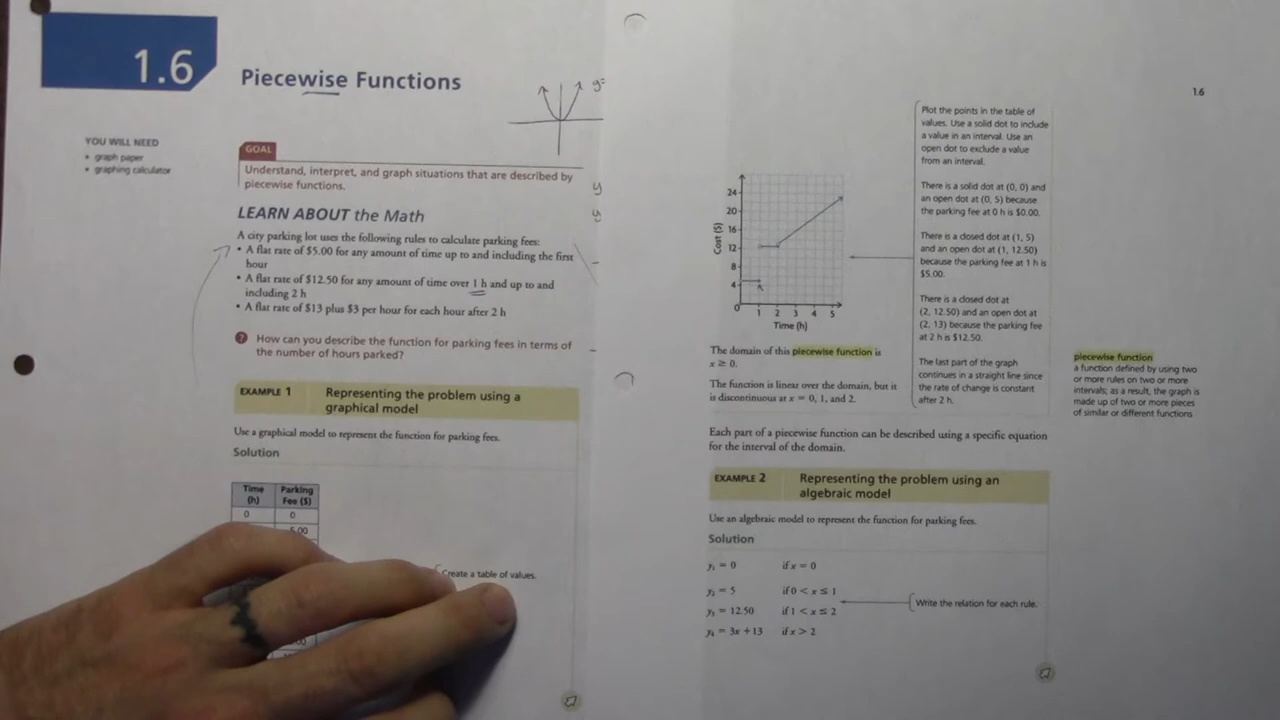 1.6
Piecewise Functions
YOU WILL NEED
• graph paper
• graphing calculator
GOAL
Understand, interpret, and graph situations that are described by
piecewise functions.
LEARN ABOUT the Math
A city parking lot uses the following rules to calculate parking fees:
• A flat rate of $5.00 for any amount of time up to and including the first
hour
• A flat rate of $12.50 for any amount of time over 1 h and up to and
including 2 h
• A flat rate of $13 plus $3 per hour for each hour after 2 h
? How can you describe the function for parking fees in terms of
the number of hours parked?
EXAMPLE 1 Representing the problem using a
graphical model
Use a graphical model to represent the function for parking fees.
Solution
Time
(h)
Parking
Fee ($)
0 0
5.00
Create a table of values.
1.6
24
20
16
12
8
4
0 1 2 3 4 5
Cost ($)
Time (h)
Plot the points in the table of
values. Use a solid dot to include
a value in an interval. Use an
open dot to exclude a value
from an interval.
There is a solid dot at (0, 0) and
an open dot at (0, 5) because
the parking fee at 0 h is $0.00.
There is a closed dot at (1, 5)
and an open dot at (1, 12.50)
because the parking fee at 1 h is
$5.00.
There is a closed dot at
(2, 12.50) and an open dot at
(2, 13) because the parking fee
at 2 h is $12.50.
The last part of the graph
continues in a straight line since
the rate of change is constant
after 2 h.
The domain of this piecewise function is
x ≥ 0.
The function is linear over the domain, but it
is discontinuous at x = 0, 1, and 2.
piecewise function
a function defined by using two
or more rules on two or more
intervals; as a result, the graph is
made up of two or more pieces
of similar or different functions
Each part of a piecewise function can be described using a specific equation
for the interval of the domain.
EXAMPLE 2 Representing the problem using an
algebraic model
Use an algebraic model to represent the function for parking fees.
Solution
y₁ = 0 if x = 0
y₂ = 5 if 0 < x ≤ 1
y₃ = 12.50 if 1 < x ≤ 2
y₄ = 3x + 13 if x > 2
Write the relation for each rule.